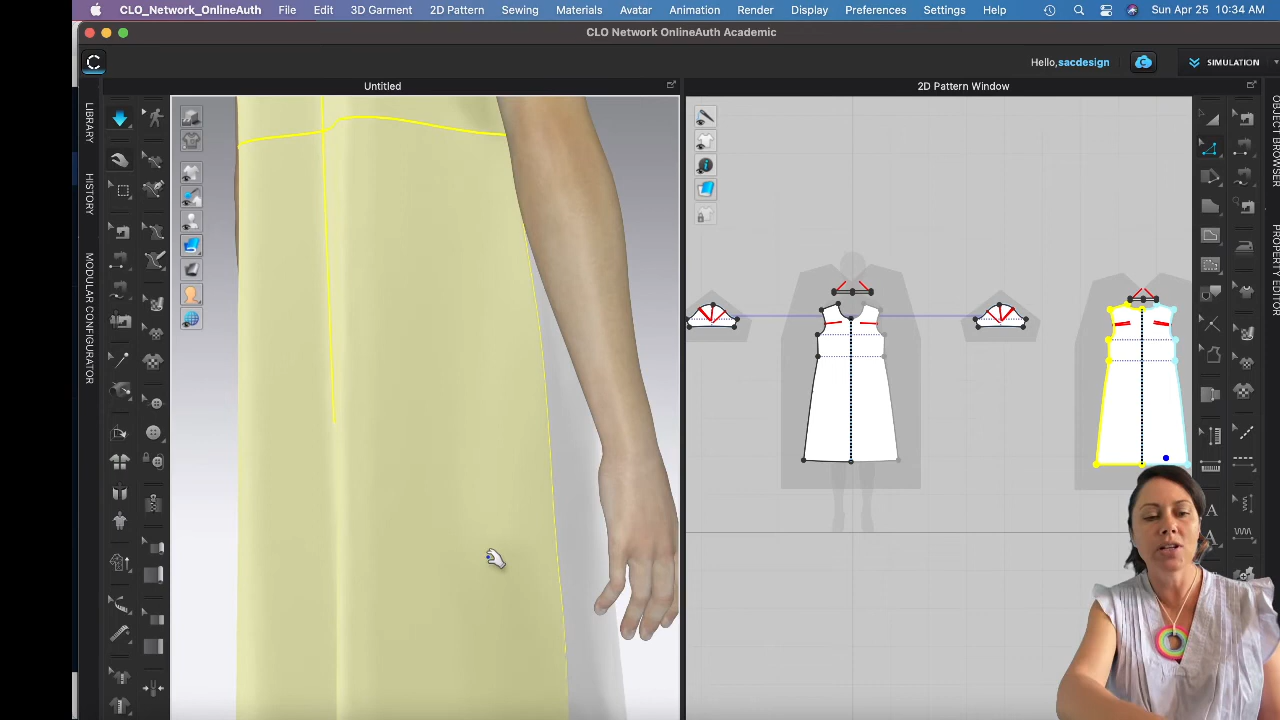 CLO_Network_OnlineAuth File Edit 3D Garment 2D Pattern Sewing Materials Avatar Animation Render Display Preferences Settings Help Sun Apr 25 10:34 AM
CLO Network OnlineAuth Academic
Hello,sacdesign SIMULATION
Untitled
2D Pattern Window
LIBRARY
HISTORY
MODULAR CONFIGURATOR
OBJECT BROWSER
PROPERTY EDITOR